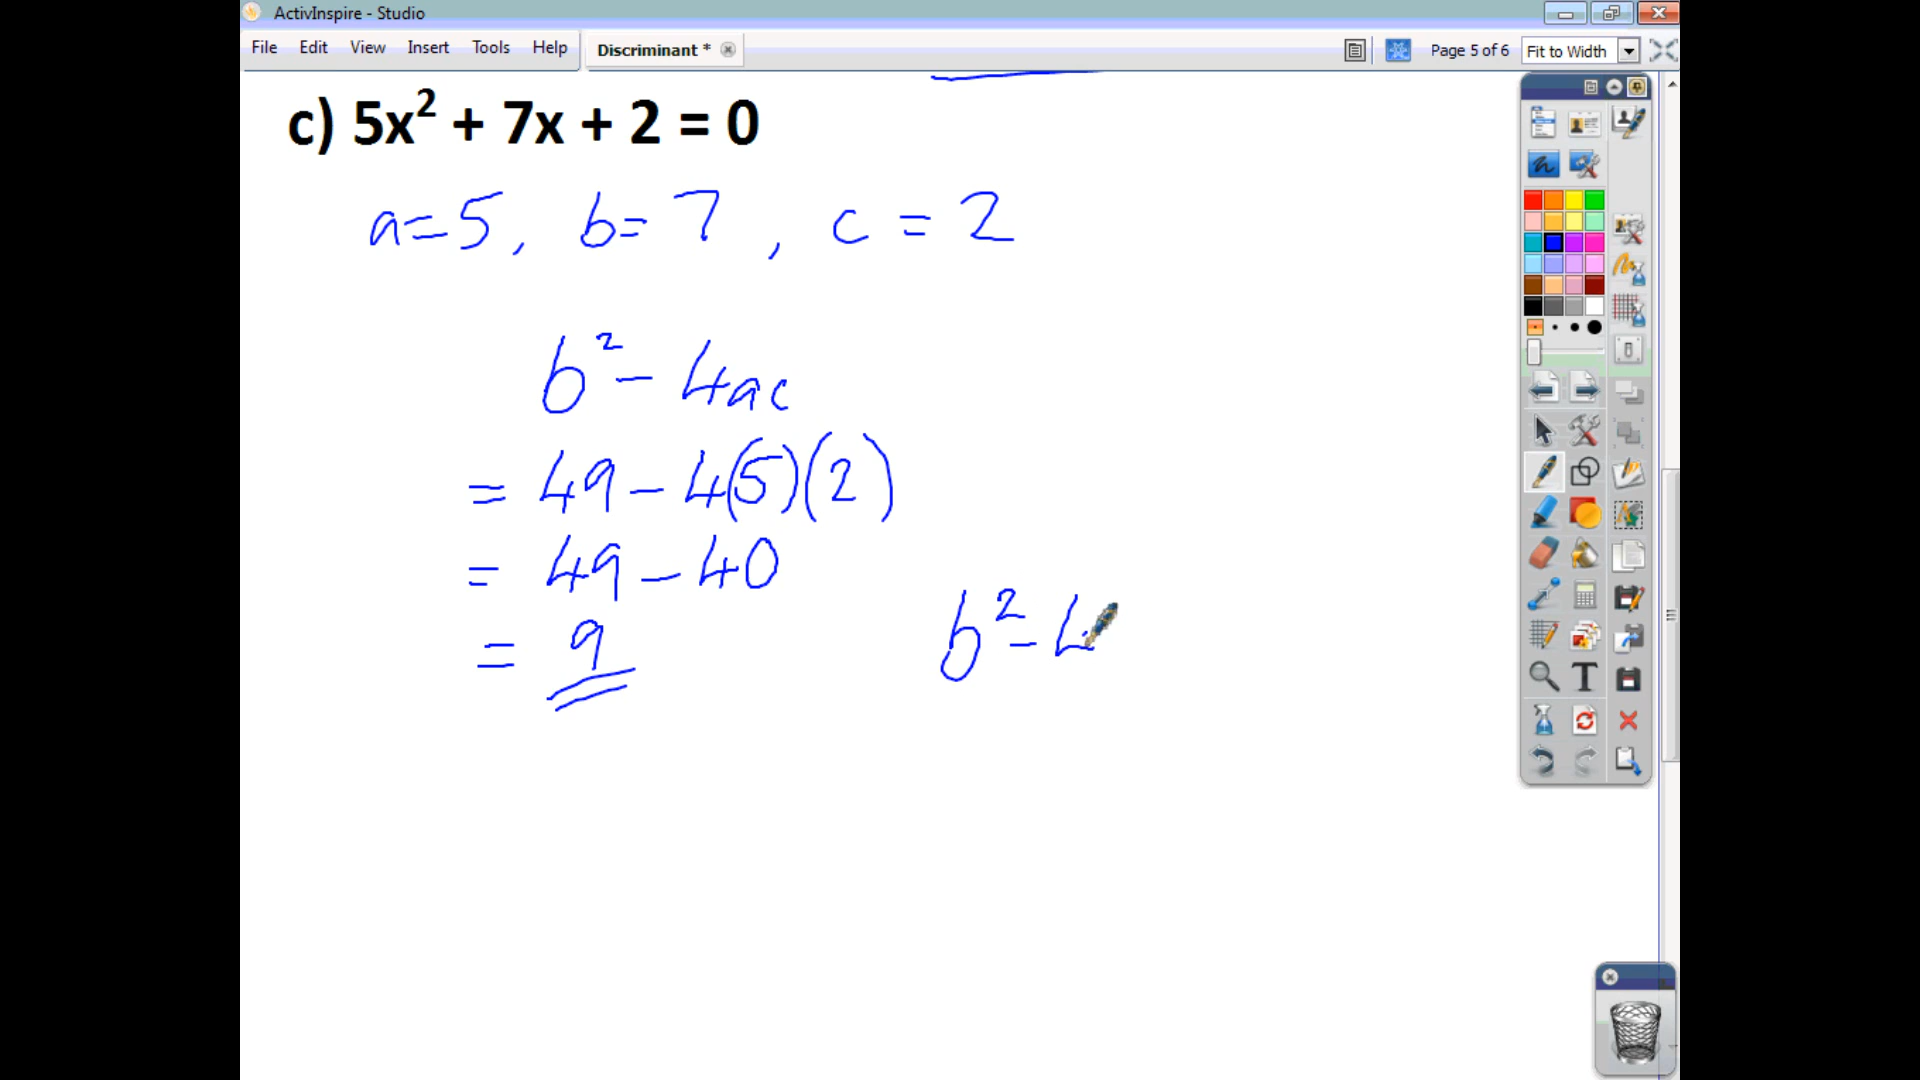 ActivInspire - Studio
File Edit View Insert Tools Help Discriminant * Page 5 of 6 Fit to Width
c) 5x² + 7x + 2 = 0
a=5, b=7, c=2
b² - 4ac
= 49 - 4(5)(2)
= 49 - 40
= 9
b² - 4
T